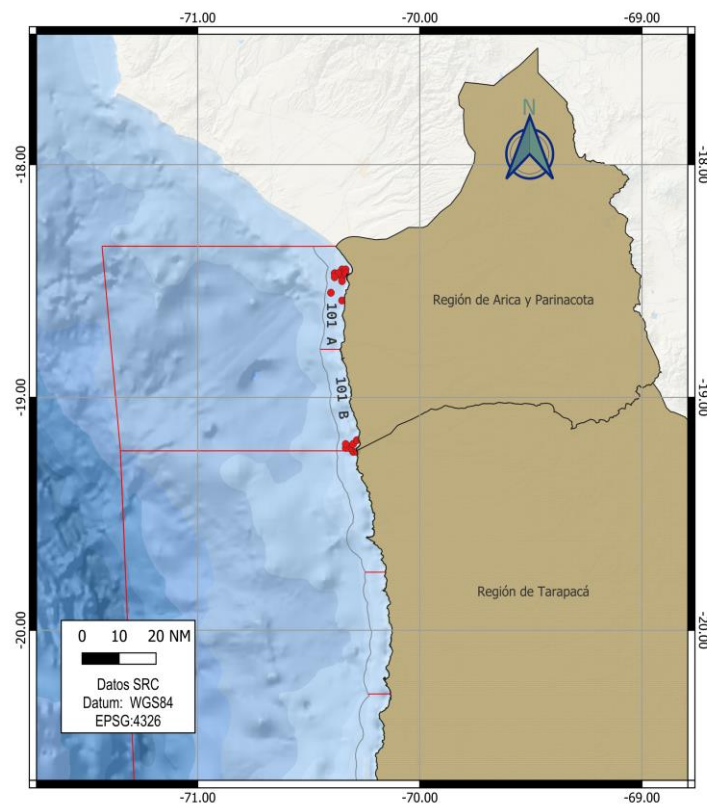 -71.00
-70.00
-69.00
N
-18.00
-18.00
Región de Arica y Parinacota
101 A
101 B
-19.00
-19.00
Región de Tarapacá
-20.00
-20.00
0 10 20 NM
Datos SRC
Datum: WGS84
EPSG:4326
-71.00
-70.00
-69.00